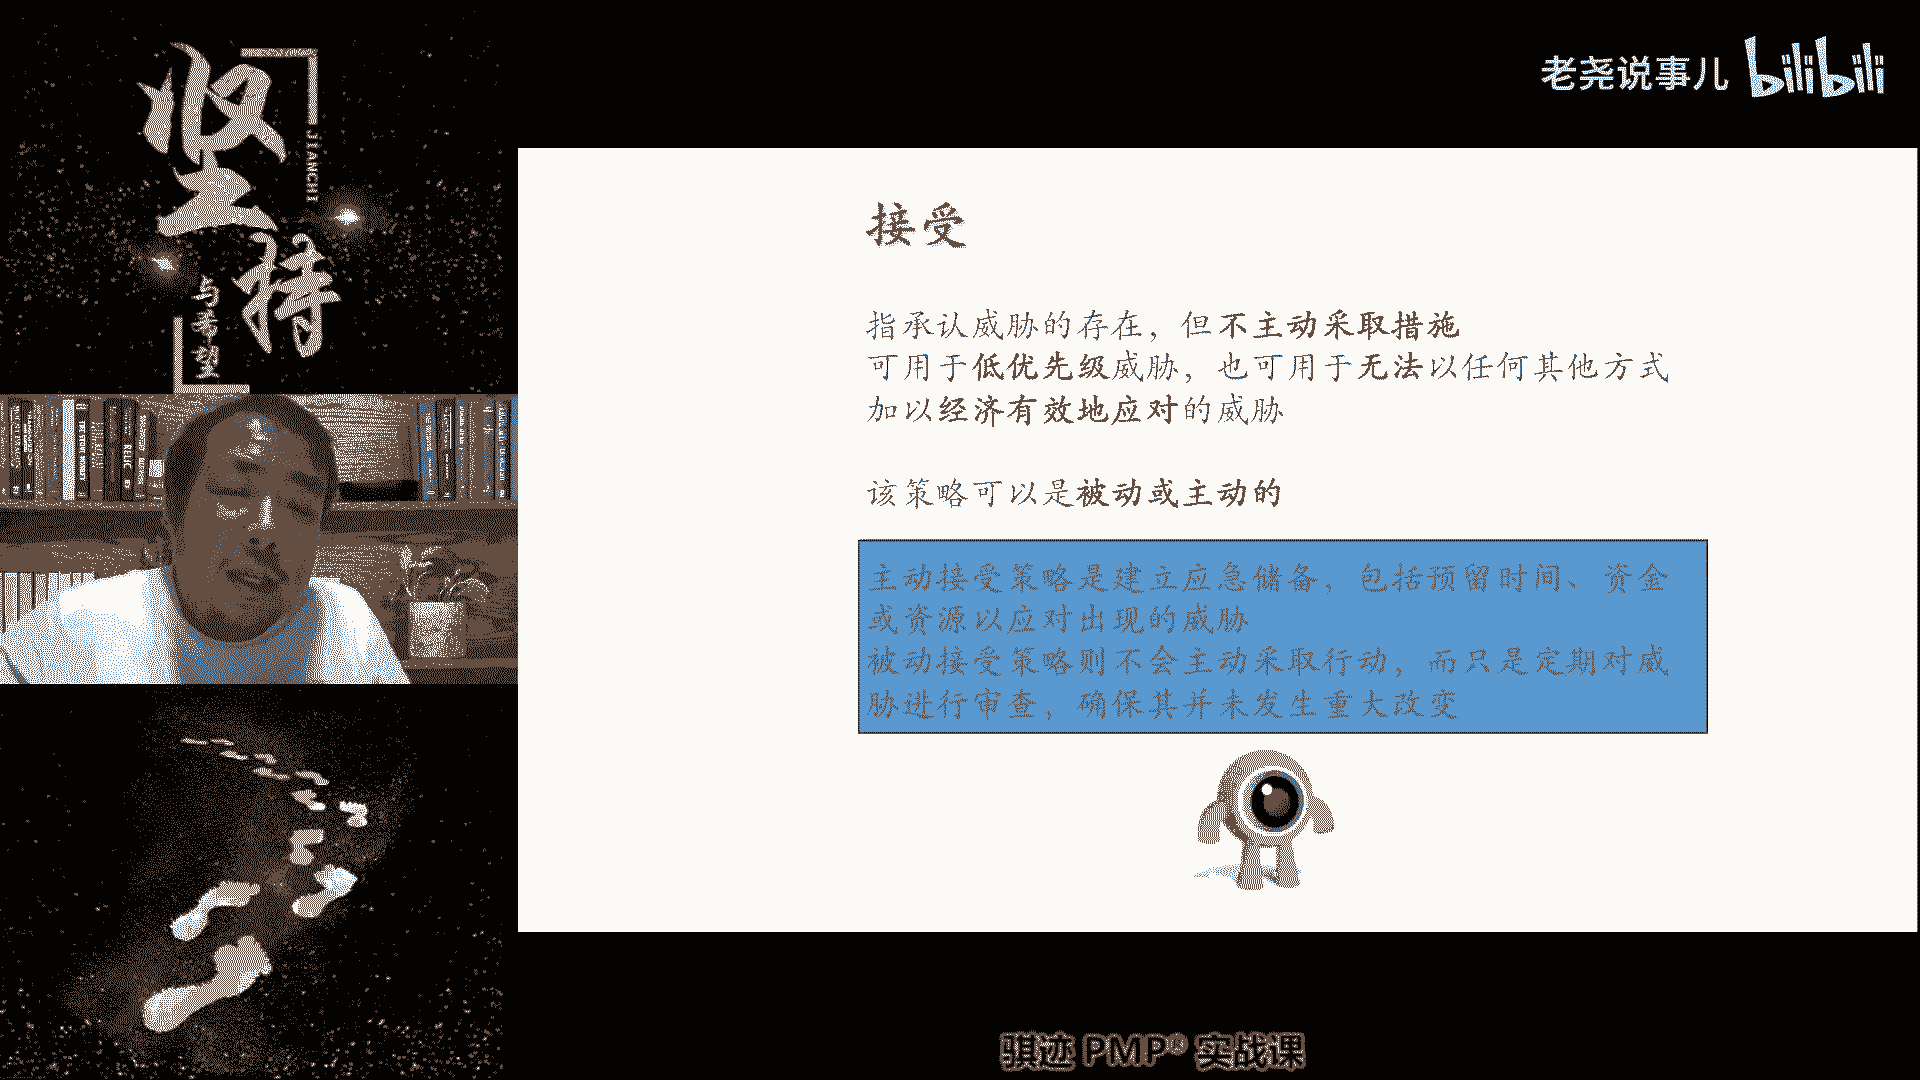 坚持
JIANCHI
与希望
老尧说事儿 bilibili
接受
指承认威胁的存在，但不主动采取措施
可用于低优先级威胁，也可用于无法以任何其他方式
加以经济有效地应对的威胁
该策略可以是被动或主动的
主动接受策略是建立应急储备，包括预留时间、资金
或资源以应对出现的威胁
被动接受策略则不会主动采取行动，而只是定期对威
胁进行审查，确保其并未发生重大改变
RELIC
骐迹 PMP® 实战课